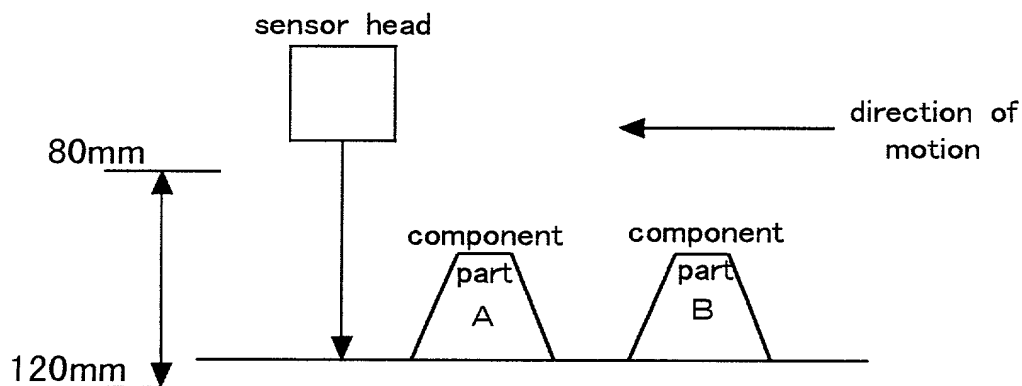 sensor head
direction of
motion
80mm
component
part
A
component
part
B
120mm